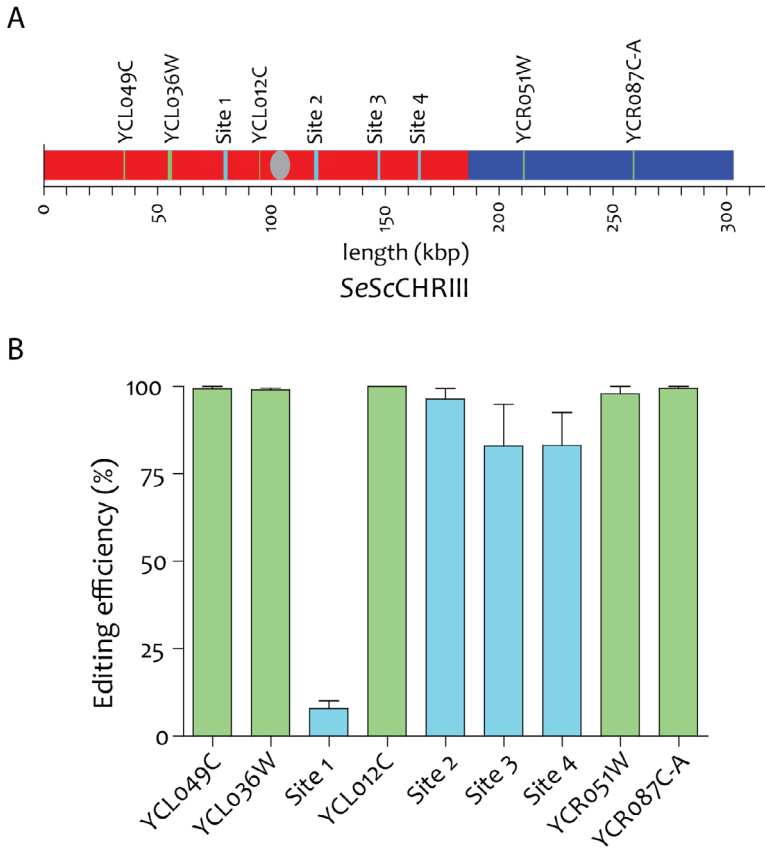 A
YCL049C
YCL036W
Site 1
YCL012C
Site 2
Site 3
Site 4
YCR051W
YCR087C-A
0
50
100
150
200
250
300
length (kbp)
SeScCHRIII
B
Editing efficiency (%)
100
75
50
25
0
YCL049C
YCL036W
Site 1
YCL012C
Site 2
Site 3
Site 4
YCR051W
YCR087C-A